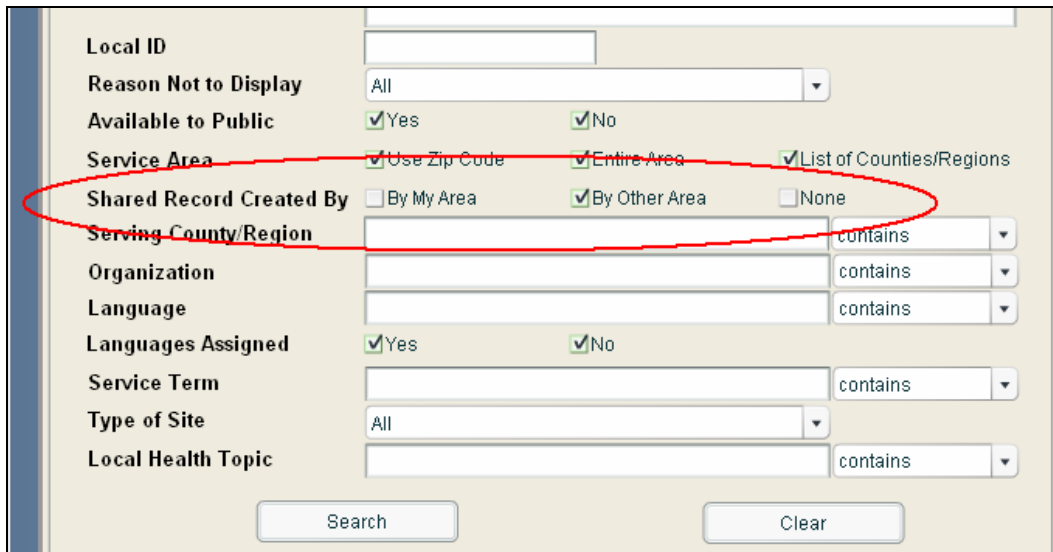 Local ID
Reason Not to Display All
Available to Public Yes No
Service Area Use Zip Code Entire Area List of Counties/Regions
Shared Record Created By By My Area By Other Area None
Serving County/Region contains
Organization contains
Language contains
Languages Assigned Yes No
Service Term contains
Type of Site All
Local Health Topic contains
Search Clear